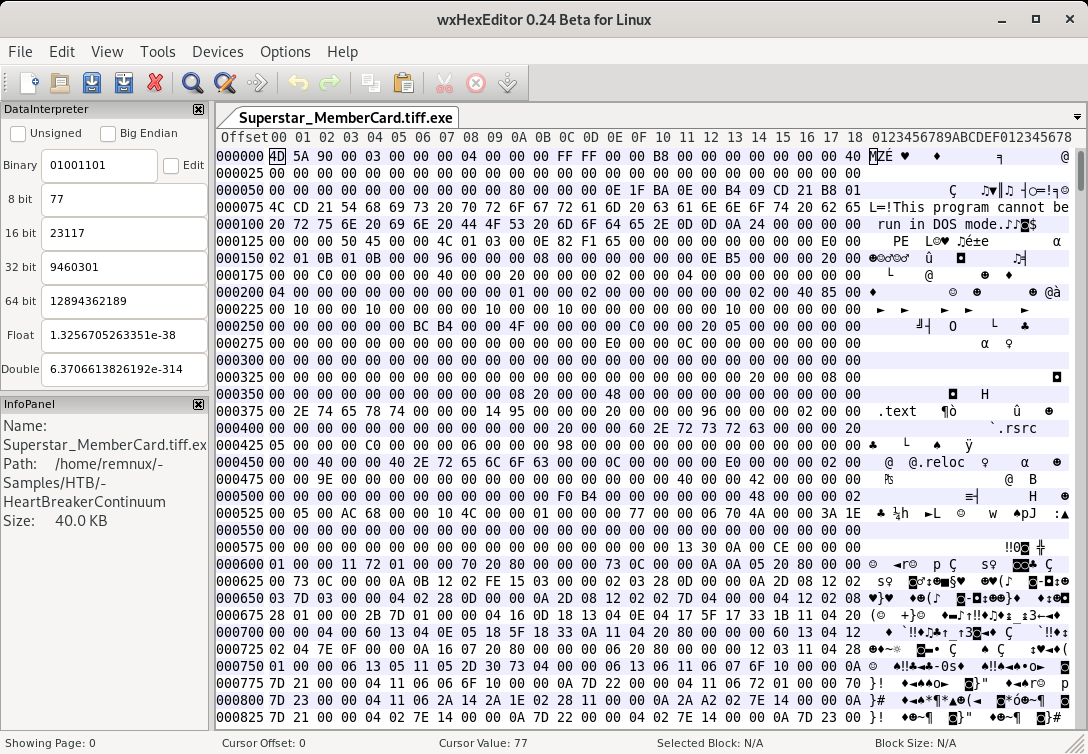 wxHexEditor 0.24 Beta for Linux
File Edit View Tools Devices Options Help
DataInterpreter
Unsigned Big Endian
Binary 01001101 Edit
8 bit 77
16 bit 23117
32 bit 9460301
64 bit 12894362189
Float 1.3256705263351e-38
Double 6.3706613826192e-314
InfoPanel
Name:
Superstar_MemberCard.tiff.ex
Path: /home/remnux/-
Samples/HTB/-
HeartBreakerContinuum
Size: 40.0 KB
Superstar_MemberCard.tiff.exe
Offset 00 01 02 03 04 05 06 07 08 09 0A 0B 0C 0D 0E 0F 10 11 12 13 14 15 16 17 18 0123456789ABCDEF012345678
000000 4D 5A 90 00 03 00 00 00 04 00 00 00 FF FF 00 00 B8 00 00 00 00 00 00 00 40 MZÉ ♥ ♦ ╕ @
000025 00 00 00 00 00 00 00 00 00 00 00 00 00 00 00 00 00 00 00 00 00 00 00 00 00
000050 00 00 00 00 00 00 00 00 00 00 80 00 00 00 0E 1F BA 0E 00 B4 09 CD 21 B8 01 Ç ♫▼║♫ ┤○═!╕☺
000075 4C CD 21 54 68 69 73 20 70 72 6F 67 72 61 6D 20 63 61 6E 6E 6F 74 20 62 65 L═!This program cannot be
000100 20 72 75 6E 20 69 6E 20 44 4F 53 20 6D 6F 64 65 2E 0D 0D 0A 24 00 00 00 00 run in DOS mode.♪♪◙$
000125 00 00 00 50 45 00 00 4C 01 03 00 0E 82 F1 65 00 00 00 00 00 00 00 00 E0 00 PE L☺♥ ♫é±e α
000150 02 01 0B 01 0B 00 00 96 00 00 00 08 00 00 00 00 00 00 0E B5 00 00 00 20 00 ☻☺♂☺♂ û ◘ ♫╡
000175 00 00 C0 00 00 00 00 40 00 00 20 00 00 00 02 00 00 04 00 00 00 00 00 00 00 └ @ ☻ ♦
000200 04 00 00 00 00 00 00 00 00 01 00 00 02 00 00 00 00 00 00 02 00 40 85 00 ♦ ☺ ☻ ☻ @à
000225 00 10 00 00 10 00 00 00 00 10 00 00 10 00 00 00 00 00 00 10 00 00 00 00 00 ► ► ► ► ►
000250 00 00 00 00 00 00 BC B4 00 00 4F 00 00 00 00 C0 00 00 20 05 00 00 00 00 00 ╝┤ O └ ♣
000275 00 00 00 00 00 00 00 00 00 00 00 00 00 00 E0 00 00 0C 00 00 00 00 00 00 00 α ♀
000300 00 00 00 00 00 00 00 00 00 00 00 00 00 00 00 00 00 00 00 00 00 00 00 00 00
000325 00 00 00 00 00 00 00 00 00 00 00 00 00 00 00 00 00 00 00 00 20 00 00 08 00 ◘
000350 00 00 00 00 00 00 00 00 00 00 08 20 00 00 48 00 00 00 00 00 00 00 00 00 00 ◘ H
000375 00 2E 74 65 78 74 00 00 00 14 95 00 00 00 20 00 00 00 96 00 00 00 02 00 00 .text ¶ò û ☻
000400 00 00 00 00 00 00 00 00 00 00 00 00 20 00 00 60 2E 72 73 72 63 00 00 00 20 `.rsrc
000425 05 00 00 00 C0 00 00 00 06 00 00 00 98 00 00 00 00 00 00 00 00 00 00 00 00 ♣ └ ♠ ÿ
000450 00 00 40 00 00 40 2E 72 65 6C 6F 63 00 00 0C 00 00 00 00 E0 00 00 00 02 00 @ @.reloc ♀ α ☻
000475 00 00 9E 00 00 00 00 00 00 00 00 00 00 00 00 00 00 40 00 00 42 00 00 00 00 ₧ @ B
000500 00 00 00 00 00 00 00 00 00 00 00 00 F0 B4 00 00 00 00 00 00 48 00 00 00 02 ≡┤ H ☻
000525 00 05 00 AC 68 00 00 10 4C 00 00 01 00 00 00 77 00 00 06 70 4A 00 00 3A 1E ♣ ¼h ►L ☺ w ♠pJ :▲
000550 00 00 00 00 00 00 00 00 00 00 00 00 00 00 00 00 00 00 00 00 00 00 00 00 00
000575 00 00 00 00 00 00 00 00 00 00 00 00 00 00 00 00 00 13 30 0A 00 CE 00 00 00 ‼0◙ ╬
000600 01 00 00 11 72 01 00 00 70 20 80 00 00 00 73 0C 00 00 0A 0A 05 20 80 00 00 ☺ ◄r☺ p Ç s♀ ◙◙♣ Ç
000625 00 73 0C 00 00 0A 0B 12 02 FE 15 03 00 00 02 03 28 0D 00 00 0A 2D 08 12 02 s♀ ◙♂↕☻■§♥ ☻♥(♪ ◙-◘↕☻
000650 03 7D 03 00 00 04 02 28 0D 00 00 0A 2D 08 12 02 02 7D 04 00 00 04 12 02 08 ♥}♥ ♦☻(♪ ◙-◘↕☻☻}♦ ♦↕☻◘
000675 28 01 00 00 2B 7D 01 00 00 04 16 0D 18 13 04 0E 04 17 5F 17 33 1B 11 04 20 (☺ +}☺ ♦▬♪↑‼♦♫♦↨_↨3←◄♦
000700 00 00 04 00 60 13 04 0E 05 18 5F 18 33 0A 11 04 20 80 00 00 00 60 13 04 12 ♦ `‼♦♫♣↑_↑3◙◄♦ Ç `‼♦↕
000725 02 04 7E 0F 00 00 0A 16 07 20 80 00 00 00 06 20 80 00 00 00 12 03 11 04 28 ☻♦~☼ ◙▬• Ç ♠ Ç ↕♥◄♦(
000750 01 00 00 06 13 05 11 05 2D 30 73 04 00 00 06 13 06 11 06 07 6F 10 00 00 0A ☺ ♠‼♣◄♣-0s♦ ♠‼♠◄♠•o► ◙
000775 7D 21 00 00 04 11 06 06 6F 10 00 00 0A 7D 22 00 00 04 11 06 72 01 00 00 70 }! ♦◄♠♠o► ◙}" ♦◄♠r☺ p
000800 7D 23 00 00 04 11 06 2A 14 2A 1E 02 28 11 00 00 0A 2A A2 02 7E 14 00 00 0A }# ♦◄♠*¶*▲☻(◄ ◙*ó☻~¶ ◙
000825 7D 21 00 00 04 02 7E 14 00 00 0A 7D 22 00 00 04 02 7E 14 00 00 0A 7D 23 00 }! ♦☻~¶ ◙}" ♦☻~¶ ◙}#
Showing Page: 0 Cursor Offset: 0 Cursor Value: 77 Selected Block: N/A Block Size: N/A